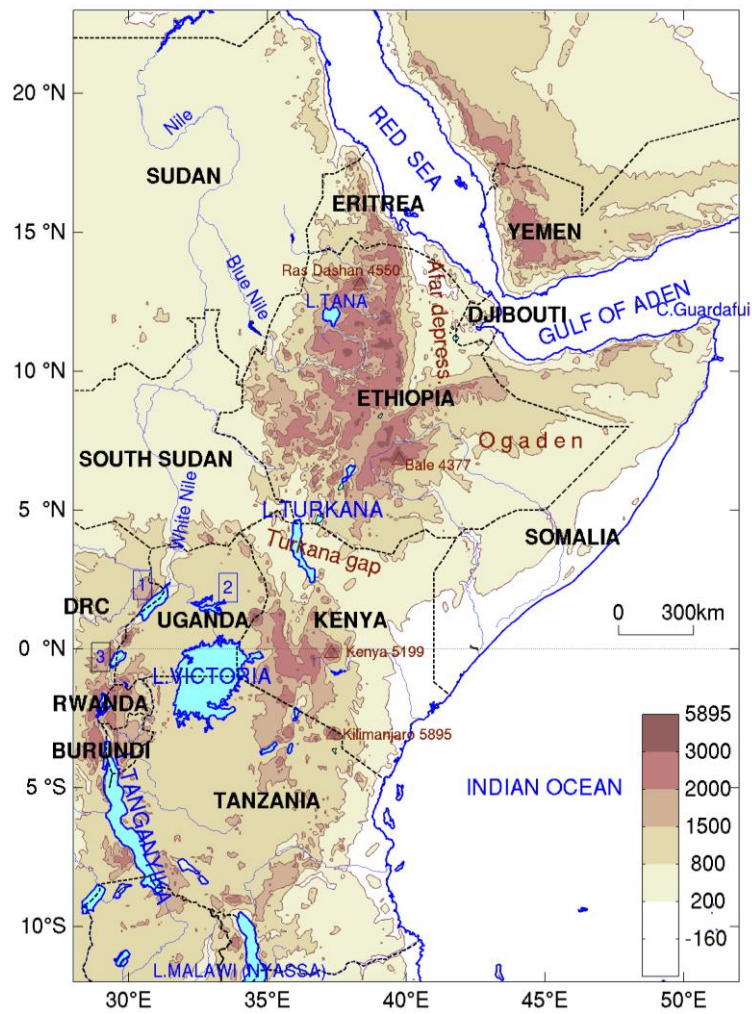 20 °N
15 °N
10 °N
5 °N
0 °N
5 °S
10°S
30°E
35°E
40°E
45°E
50°E
Nile
RED SEA
SUDAN
ERITREA
YEMEN
Ras Dashan 4550
Blue Nile
L.TANA
Afar depress.
DJIBOUTI
GULF OF ADEN
C.Guardafui
ETHIOPIA
Ogaden
SOUTH SUDAN
Bale 4377
White Nile
L.TURKANA
SOMALIA
Turkana gap
1
2
DRC
UGANDA
KENYA
0 300km
3
Kenya 5199
L.VICTORIA
RWANDA
Kilimanjaro 5895
BURUNDI
TANGANYIKA
TANZANIA
INDIAN OCEAN
L.MALAWI (NYASSA)
5895
3000
2000
1500
800
200
-160